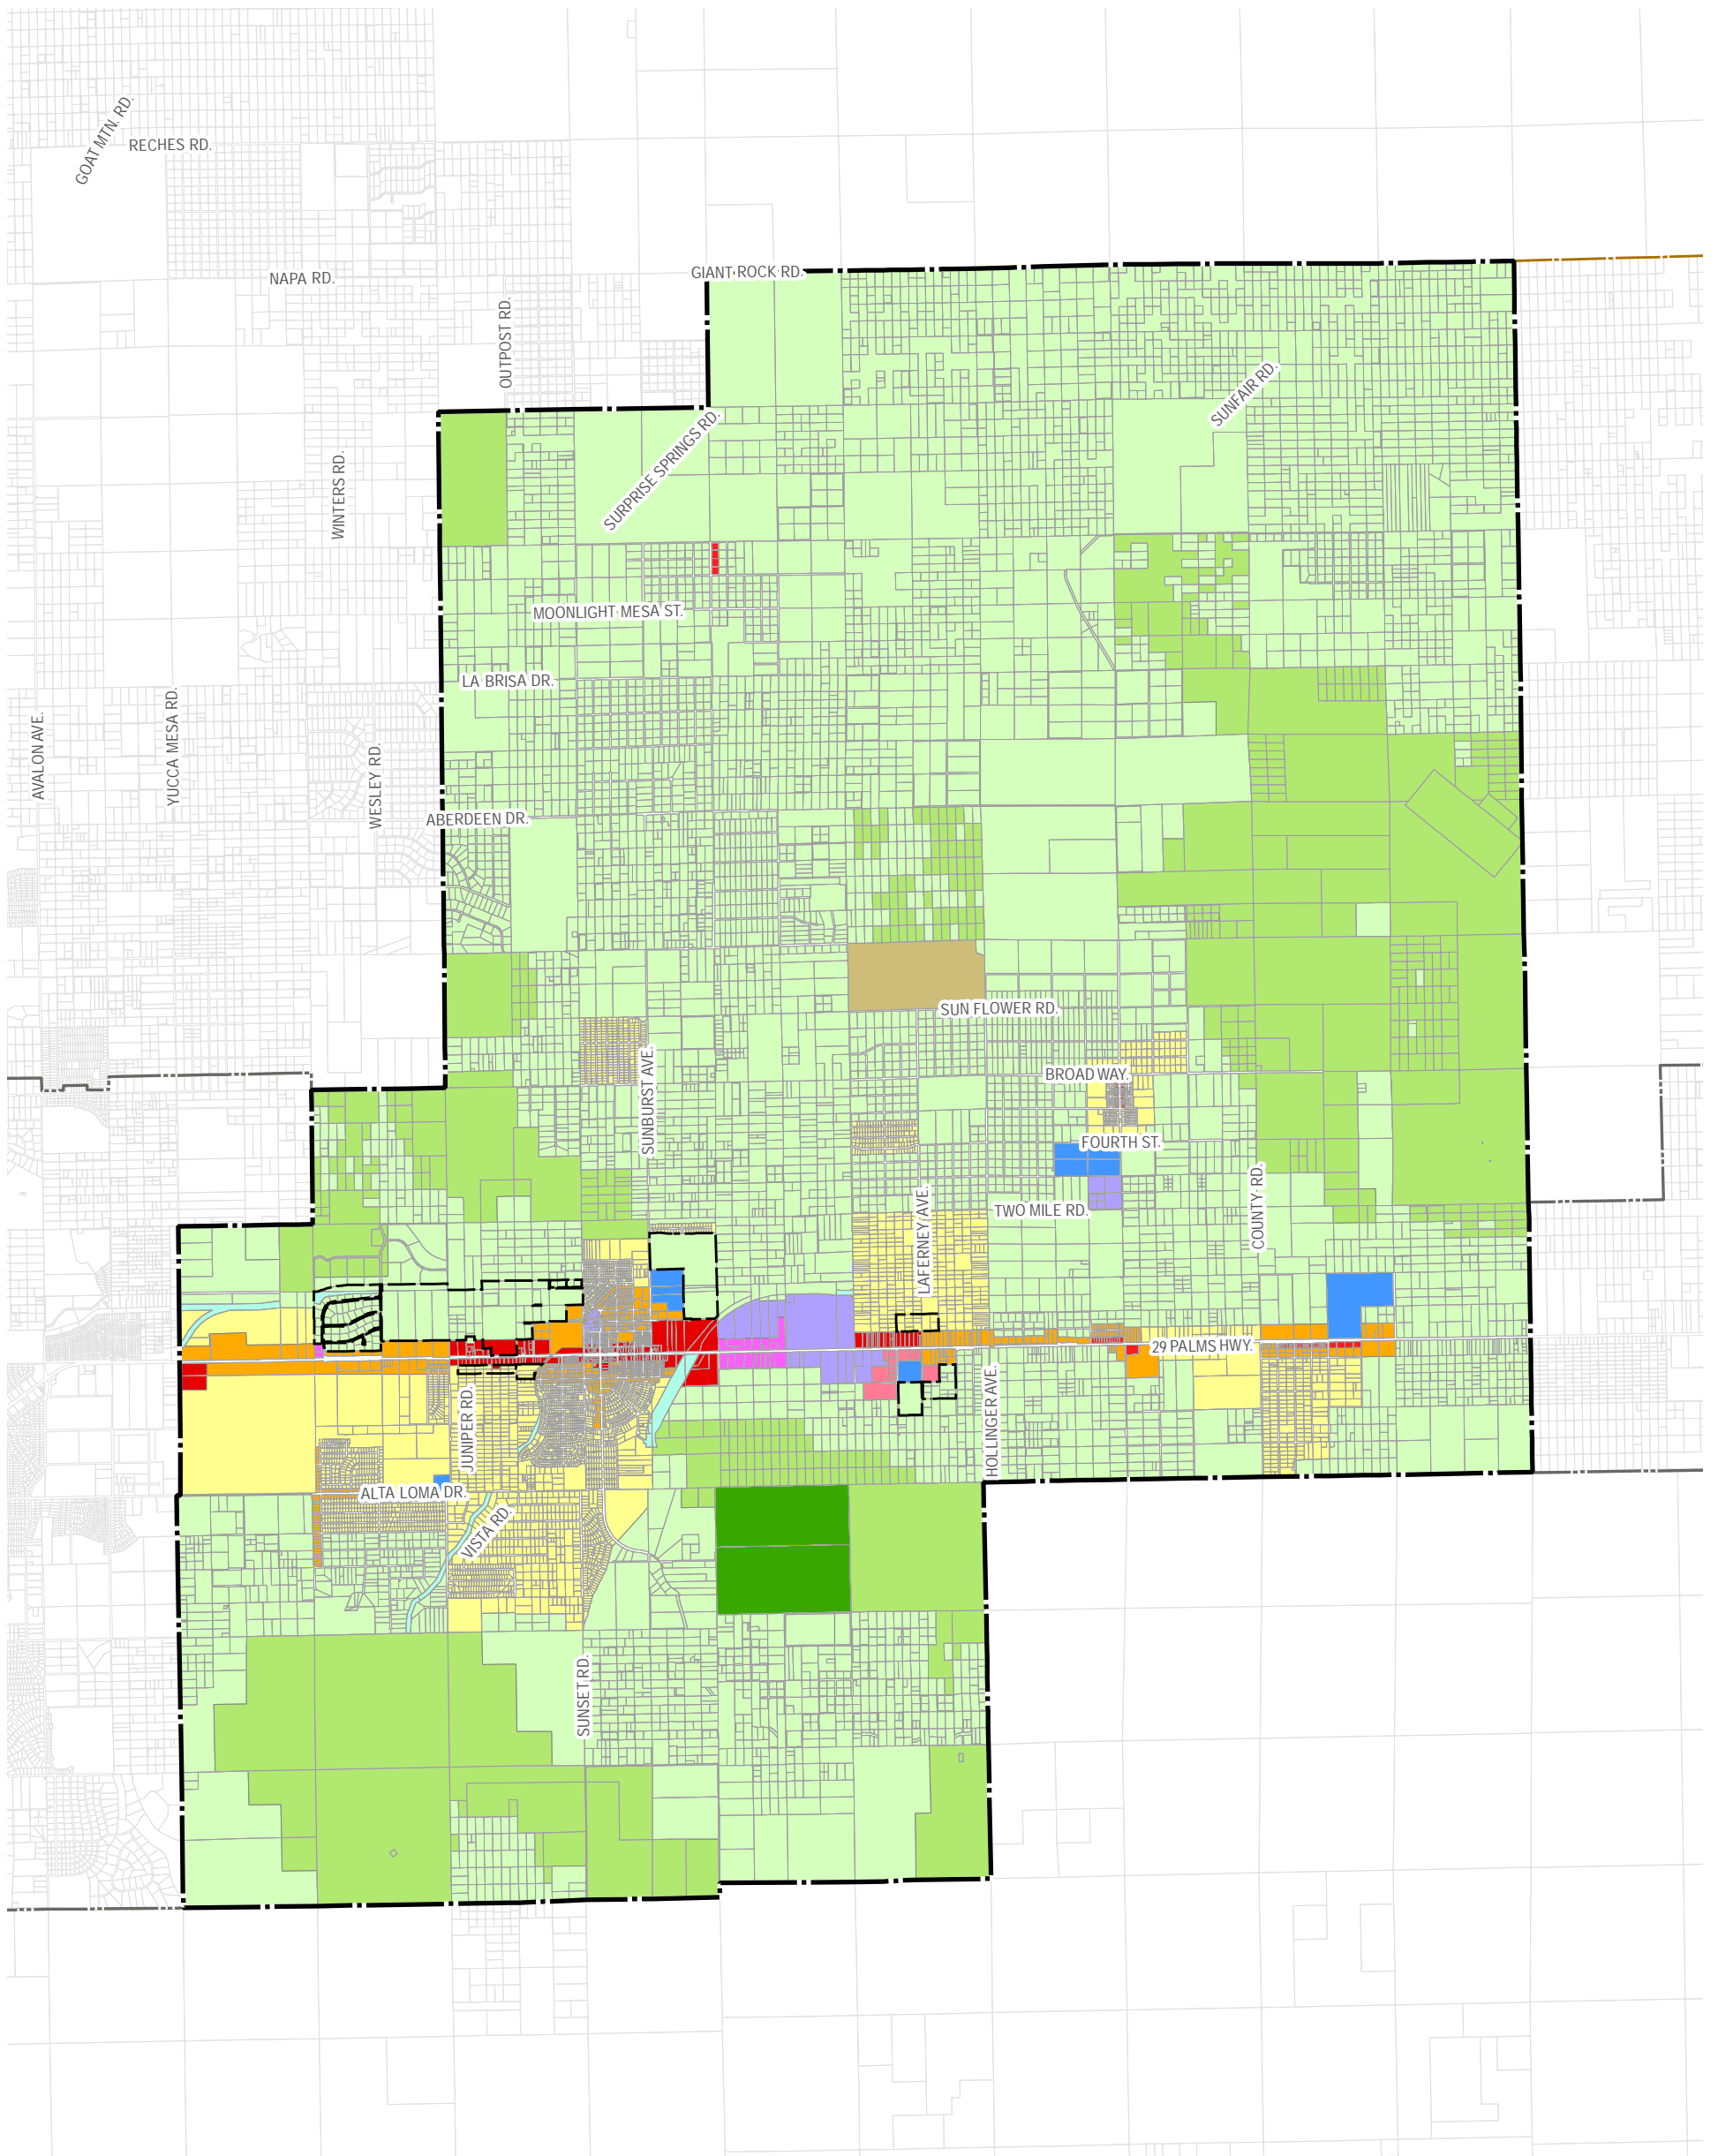 GOAT MTN. RD.
RECHES RD.
NAPA RD.
GIANT ROCK RD.
OUTPOST RD.
SUNFAIR RD.
SURPRISE SPRINGS RD.
WINTERS RD.
MOONLIGHT MESA ST.
LA BRISA DR.
AVALON AVE.
YUCCA MESA RD.
WESLEY RD.
ABERDEEN DR.
SUN FLOWER RD.
SUNBURST AVE.
BROAD WAY.
FOURTH ST.
COUNTY RD.
TWO MILE RD.
LAFERNEY AVE.
29 PALMS HWY.
JUNIPER RD.
HOLLINGER AVE.
ALTA LOMA DR.
VISTA RD.
SUNSET RD.